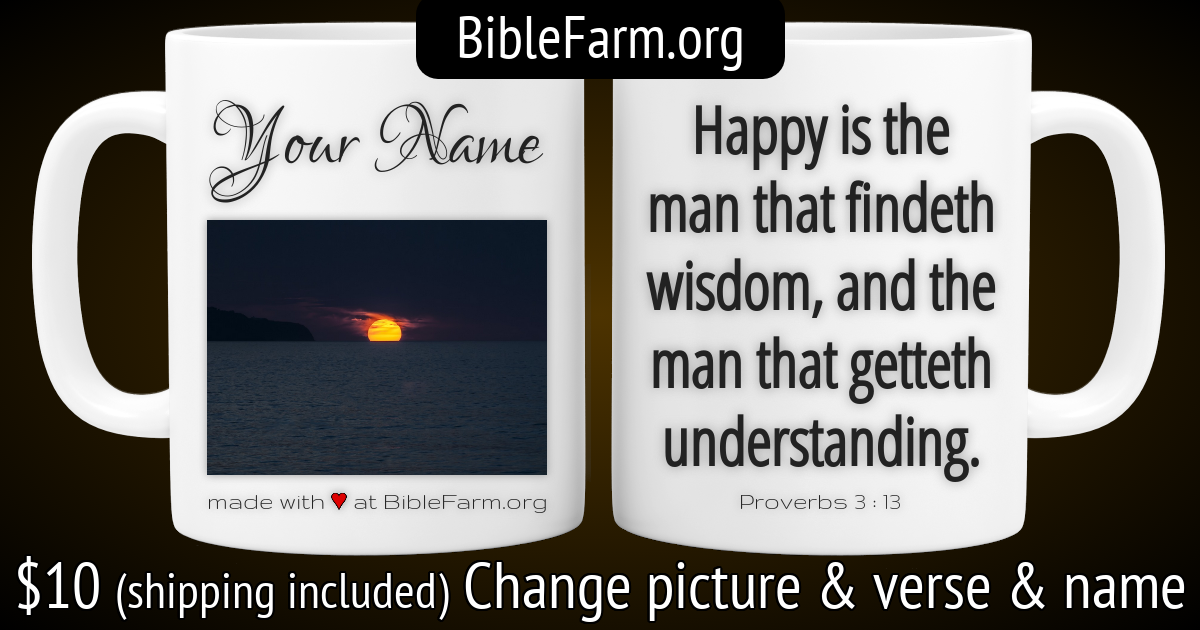 BibleFarm.org
Your Name
made with ♥ at BibleFarm.org
Happy is the
man that findeth
wisdom, and the
man that getteth
understanding.
Proverbs 3 : 13
$10 (shipping included) Change picture & verse & name